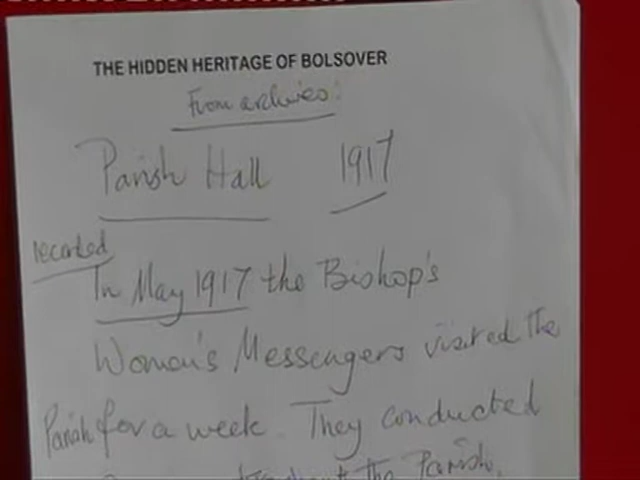 THE HIDDEN HERITAGE OF BOLSOVER
From archives:
Parish Hall 1917
recorded
In May 1917 the Bishop's
Women's Messengers visited the
Parish for a week. They conducted
throughout the Parish.